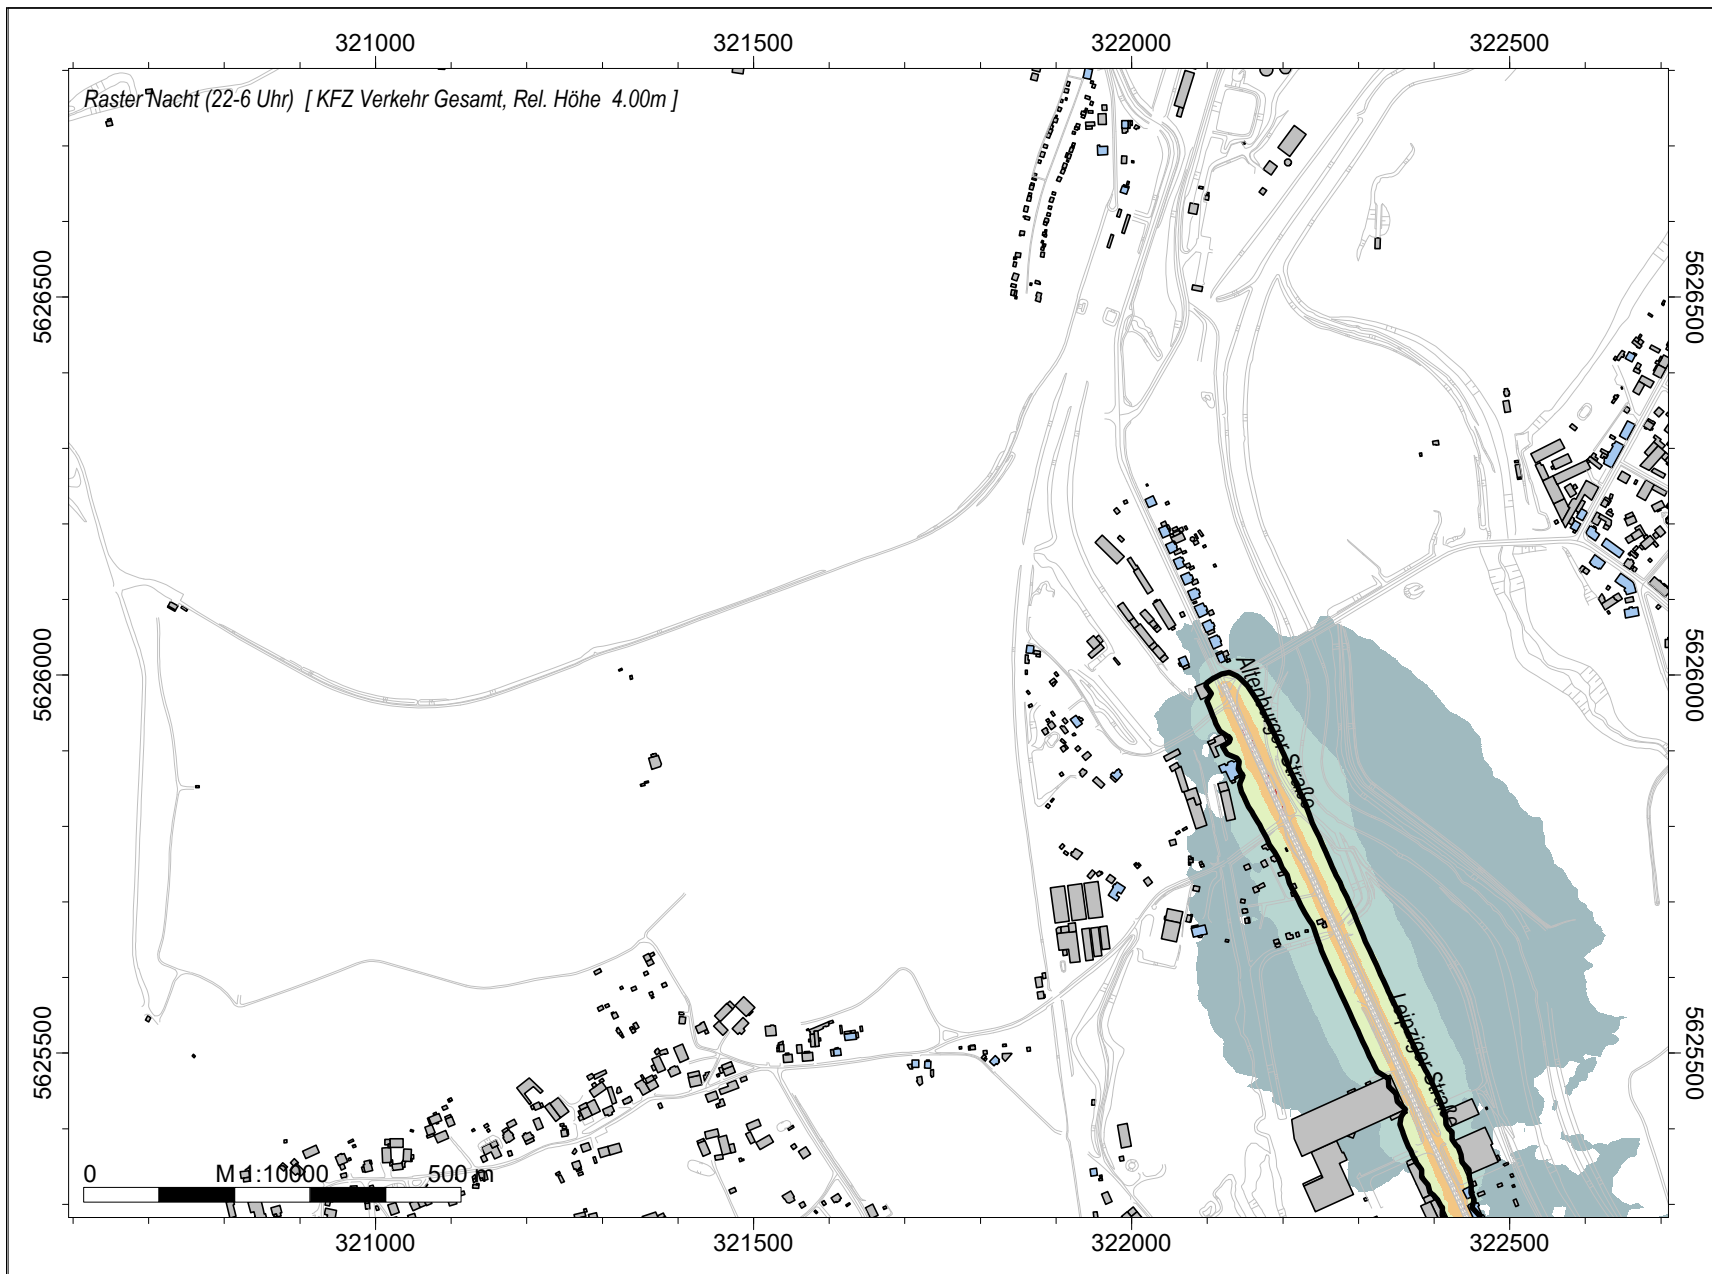 321000 321500 322000 322500
Raster Nacht (22-6 Uhr) [ KFZ Verkehr Gesamt, Rel. Höhe 4.00m ]
5626500
5626500
5626000
5626000
Altenburger Straße
5625500
5625500
Leipziger Straße
0 M 1:10000 500 m
321000 321500 322000 322500